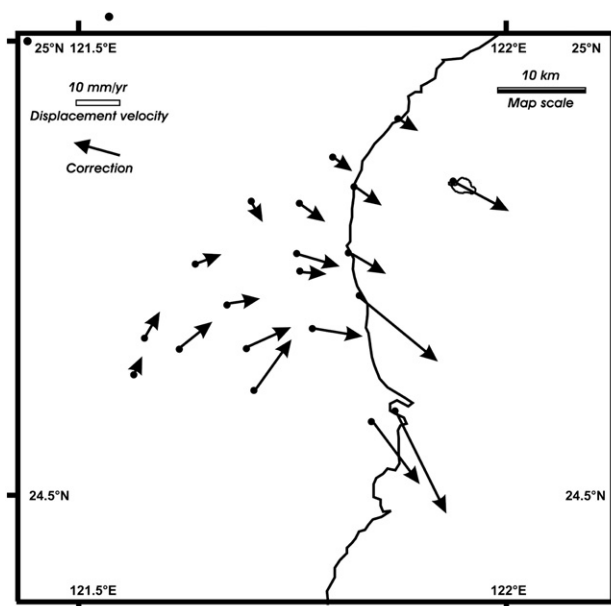 25°N 121.5°E 122°E 25°N
10 mm/yr
Displacement velocity
10 km
Map scale
Correction
24.5°N 24.5°N
121.5°E 122°E